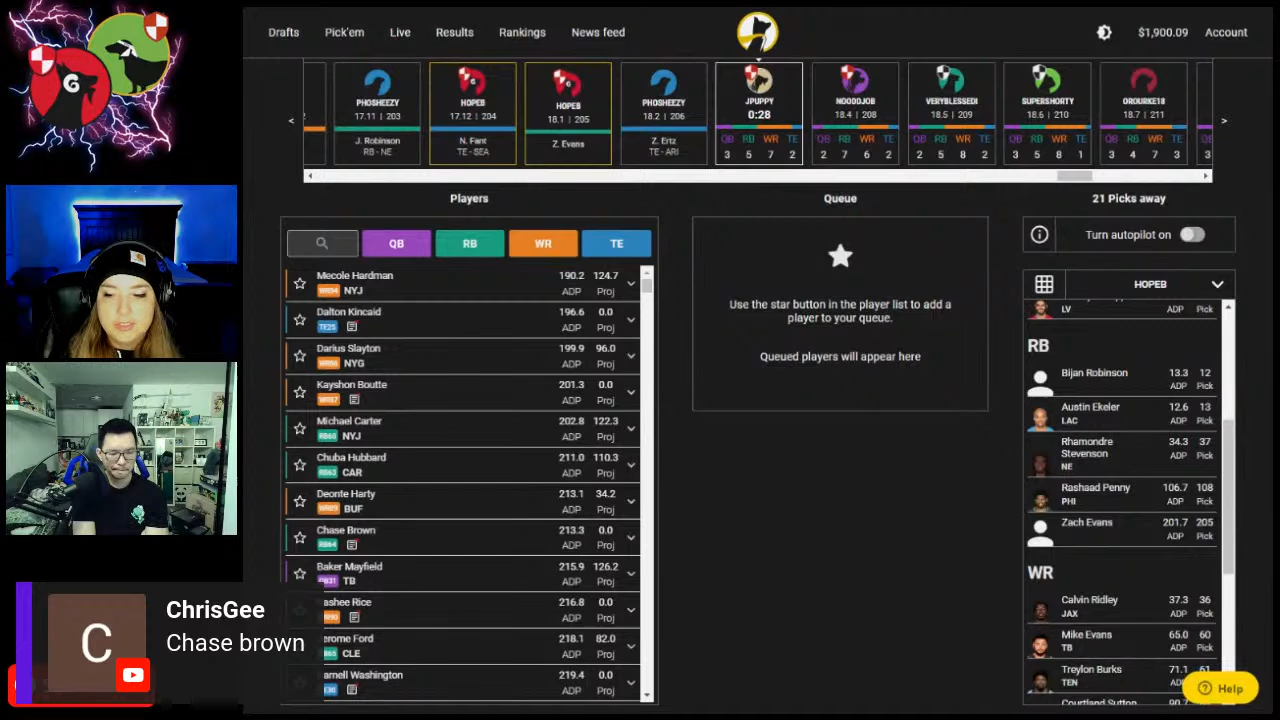 Drafts
Pick'em
Live
Results
Rankings
News feed
$1,900.09
Account
PHOSHEEZY
17.11 | 203
J. Robinson
RB - NE
HOPEB
17.12 | 204
N. Fant
TE - SEA
HOPEB
18.1 | 205
Z. Evans
PHOSHEEZY
18.2 | 206
Z. Ertz
TE - ARI
JPUPPY
0:28
QB RB WR TE
3 5 7 2
NOODDJOB
18.4 | 208
QB RB WR TE
2 7 6 2
VERYBLESSEDI
18.5 | 209
QB RB WR TE
2 5 8 2
SUPERSHORTY
18.6 | 210
QB RB WR TE
3 5 8 1
OROURKE18
18.7 | 211
QB RB WR TE
3 4 7 3
Players
QB
RB
WR
TE
Mecole Hardman 190.2 124.7
NYJ ADP Proj
Dalton Kincaid 196.6 0.0
TE25 ADP Proj
Darius Slayton 199.9 96.0
NYG ADP Proj
Kayshon Boutte 201.3 0.0
ADP Proj
Michael Carter 202.8 122.3
NYJ ADP Proj
Chuba Hubbard 211.0 110.3
CAR ADP Proj
Deonte Harty 213.1 34.2
BUF ADP Proj
Chase Brown 213.3 0.0
RB64 ADP Proj
Baker Mayfield 215.9 126.2
TB ADP Proj
ashee Rice 216.8 0.0
ADP Proj
erome Ford 218.1 82.0
CLE ADP Proj
arnell Washington 219.4 0.0
ADP Proj
Queue
Use the star button in the player list to add a
player to your queue.
Queued players will appear here
21 Picks away
Turn autopilot on
HOPEB
LV ADP Pick
RB
Bijan Robinson 13.3 12
ADP Pick
Austin Ekeler 12.6 13
LAC ADP Pick
Rhamondre
Stevenson
NE
34.3 37
ADP Pick
Rashaad Penny 106.7 108
PHI ADP Pick
Zach Evans 201.7 205
ADP Pick
WR
Calvin Ridley 37.3 36
JAX ADP Pick
Mike Evans 65.0 60
TB ADP Pick
Treylon Burks 71.1 61
TEN ADP
Courtland Sutton
Help
G
C
ChrisGee
Chase brown